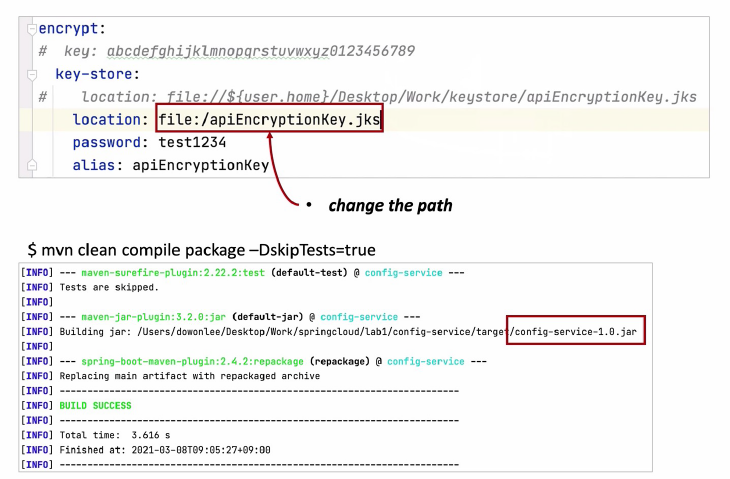 encrypt:
#  key: abcdefghijklmnopqrstuvwxyz0123456789
key-store:
#    location: file://${user.home}/Desktop/Work/keystore/apiEncryptionKey.jks
location: file:/apiEncryptionKey.jks
password: test1234
alias: apiEncryptionKey
• change the path
$ mvn clean compile package –DskipTests=true
[INFO] --- maven-surefire-plugin:2.22.2:test (default-test) @ config-service ---
[INFO] Tests are skipped.
[INFO]
[INFO] --- maven-jar-plugin:3.2.0:jar (default-jar) @ config-service ---
[INFO] Building jar: /Users/dowonlee/Desktop/Work/springcloud/lab1/config-service/target/config-service-1.0.jar
[INFO]
[INFO] --- spring-boot-maven-plugin:2.4.2:repackage (repackage) @ config-service ---
[INFO] Replacing main artifact with repackaged archive
[INFO] ------------------------------------------------------------------------
[INFO] BUILD SUCCESS
[INFO] ------------------------------------------------------------------------
[INFO] Total time:  3.616 s
[INFO] Finished at: 2021-03-08T09:05:27+09:00
[INFO] ------------------------------------------------------------------------